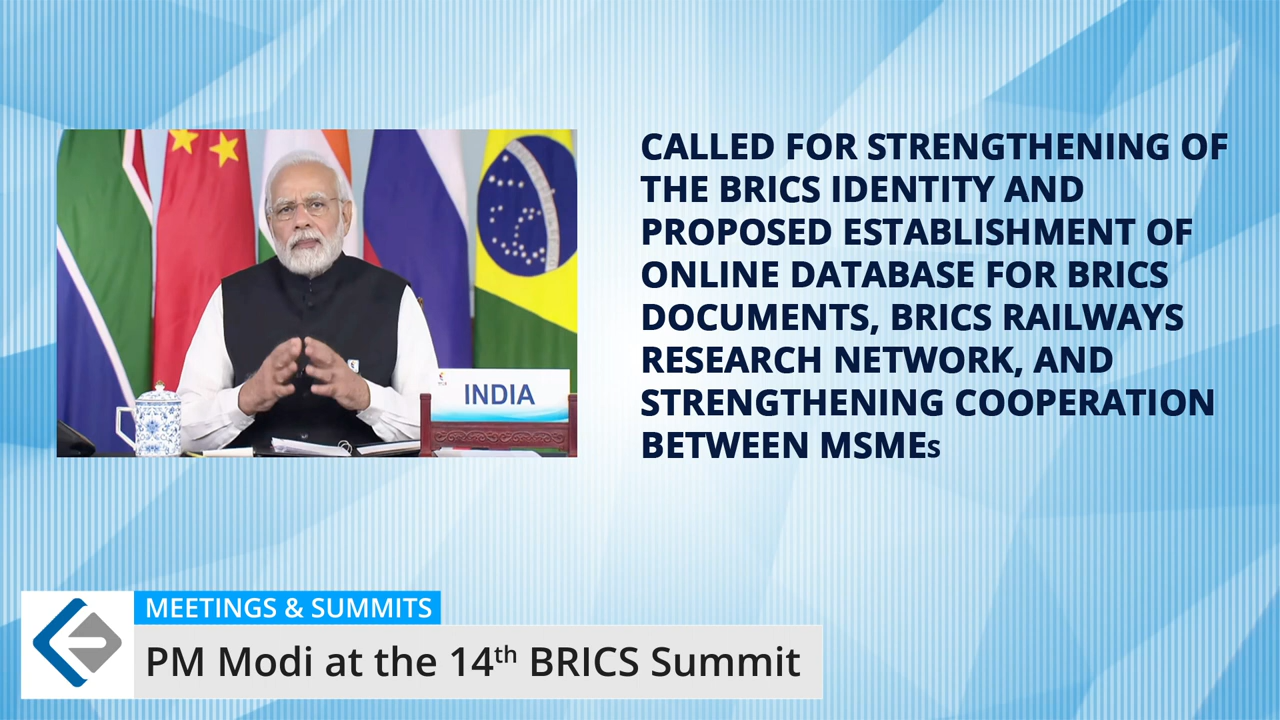 CALLED FOR STRENGTHENING OF
THE BRICS IDENTITY AND
PROPOSED ESTABLISHMENT OF
ONLINE DATABASE FOR BRICS
DOCUMENTS, BRICS RAILWAYS
RESEARCH NETWORK, AND
STRENGTHENING COOPERATION
BETWEEN MSMEs
INDIA
MEETINGS & SUMMITS
PM Modi at the 14th BRICS Summit